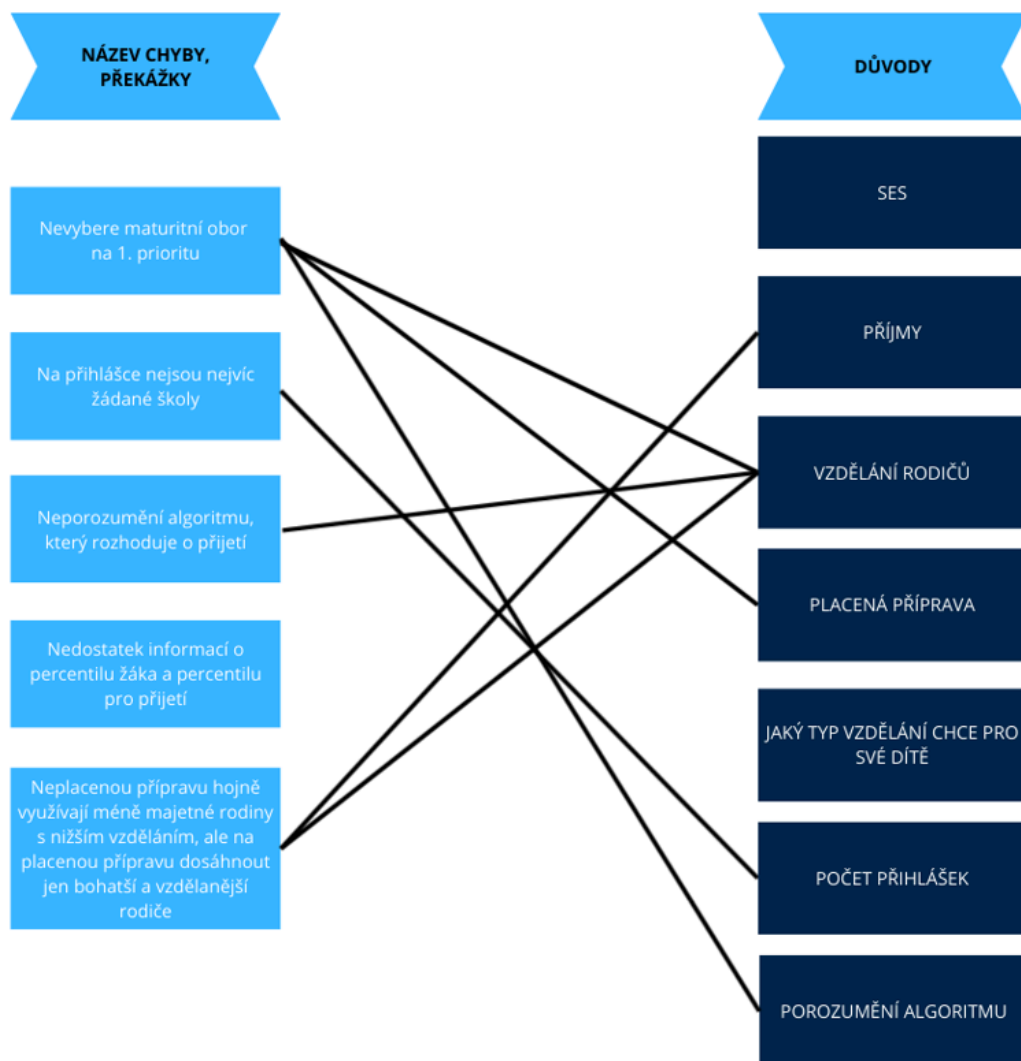 NÁZEV CHYBY,
PŘEKÁŽKY
Nevybere maturitní obor
na 1. prioritu
Na přihlášce nejsou nejvíc
žádané školy
Neporozumění algoritmu,
který rozhoduje o přijetí
Nedostatek informací o
percentilu žáka a percentilu
pro přijetí
Neplacenou přípravu hojně
využívají méně majetné rodiny
s nižším vzděláním, ale na
placenou přípravu dosáhnout
jen bohatší a vzdělanější
rodiče
DŮVODY
SES
PŘÍJMY
VZDĚLÁNÍ RODIČŮ
PLACENÁ PŘÍPRAVA
JAKÝ TYP VZDĚLÁNÍ CHCE PRO
SVÉ DÍTĚ
POČET PŘIHLÁŠEK
POROZUMĚNÍ ALGORITMU